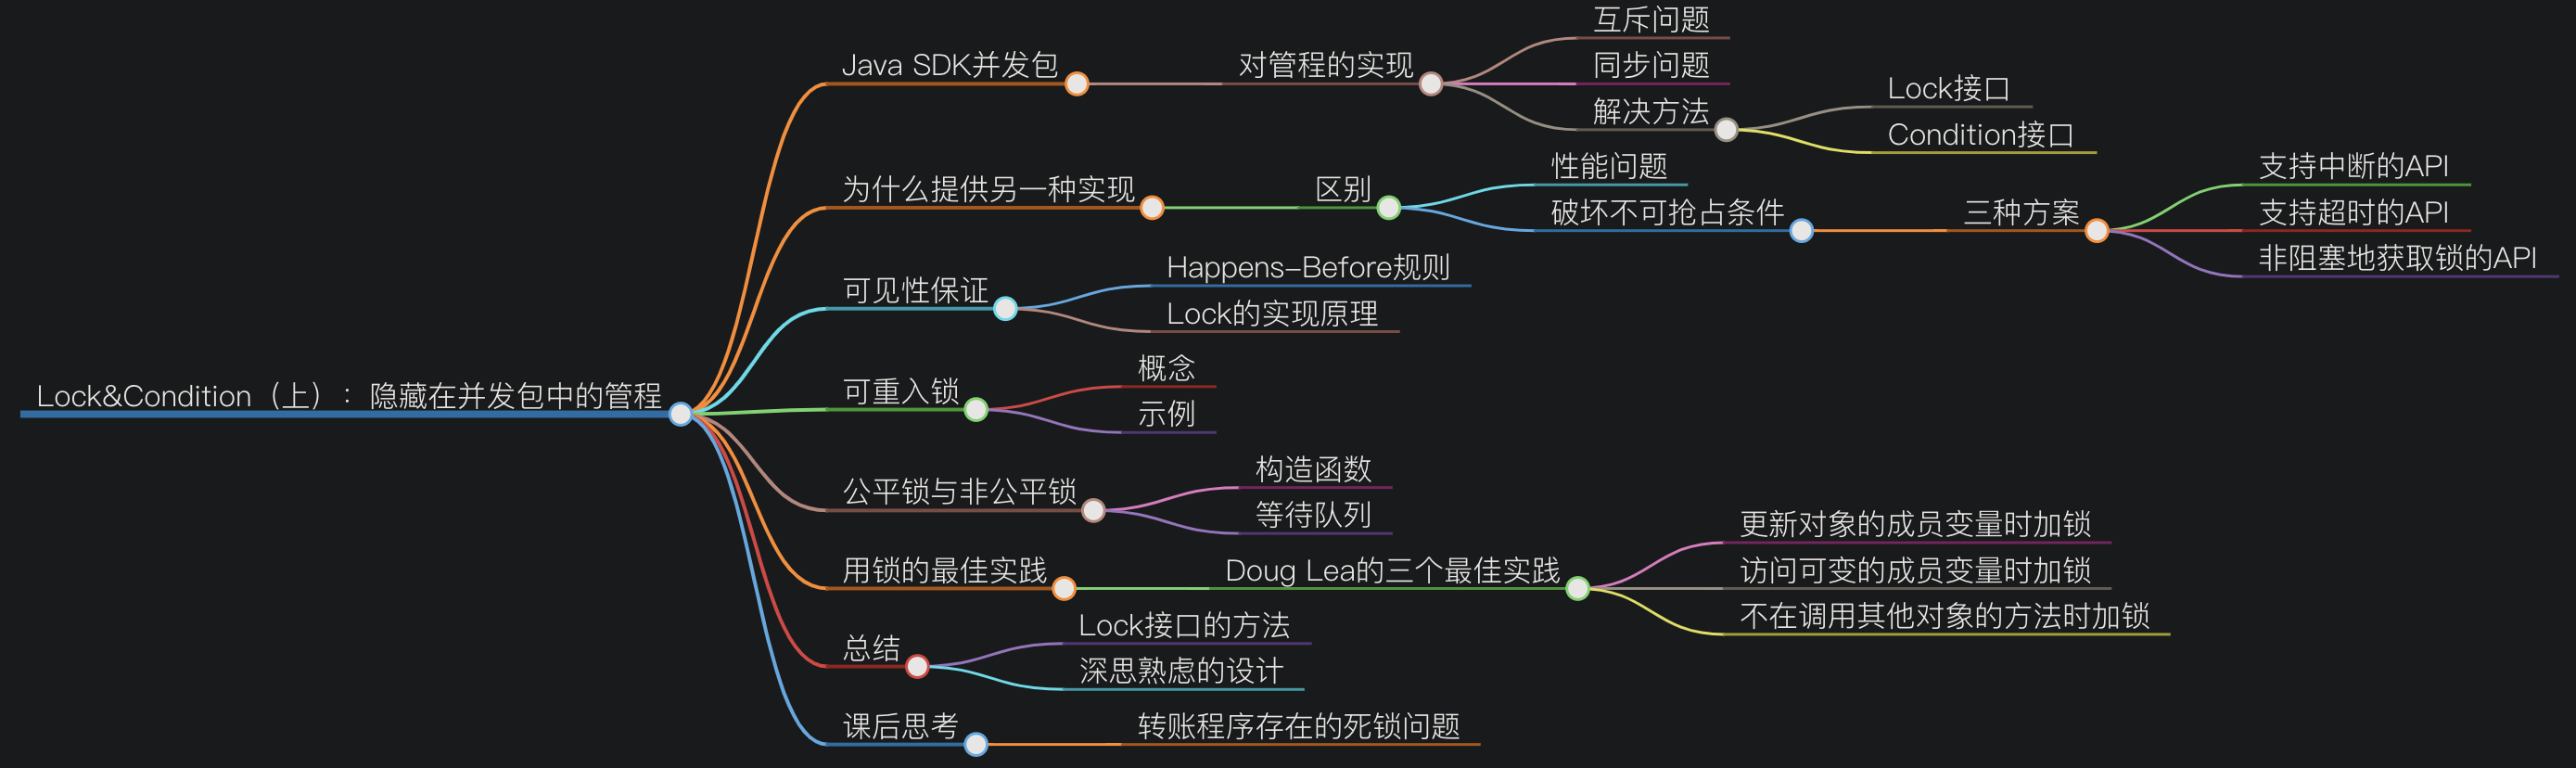 Lock&Condition（上）：隐藏在并发包中的管程
Java SDK并发包
对管程的实现
互斥问题
同步问题
解决方法
Lock接口
Condition接口
为什么提供另一种实现
区别
性能问题
破坏不可抢占条件
三种方案
支持中断的API
支持超时的API
非阻塞地获取锁的API
可见性保证
Happens-Before规则
Lock的实现原理
可重入锁
概念
示例
公平锁与非公平锁
构造函数
等待队列
用锁的最佳实践
Doug Lea的三个最佳实践
更新对象的成员变量时加锁
访问可变的成员变量时加锁
不在调用其他对象的方法时加锁
总结
Lock接口的方法
深思熟虑的设计
课后思考
转账程序存在的死锁问题